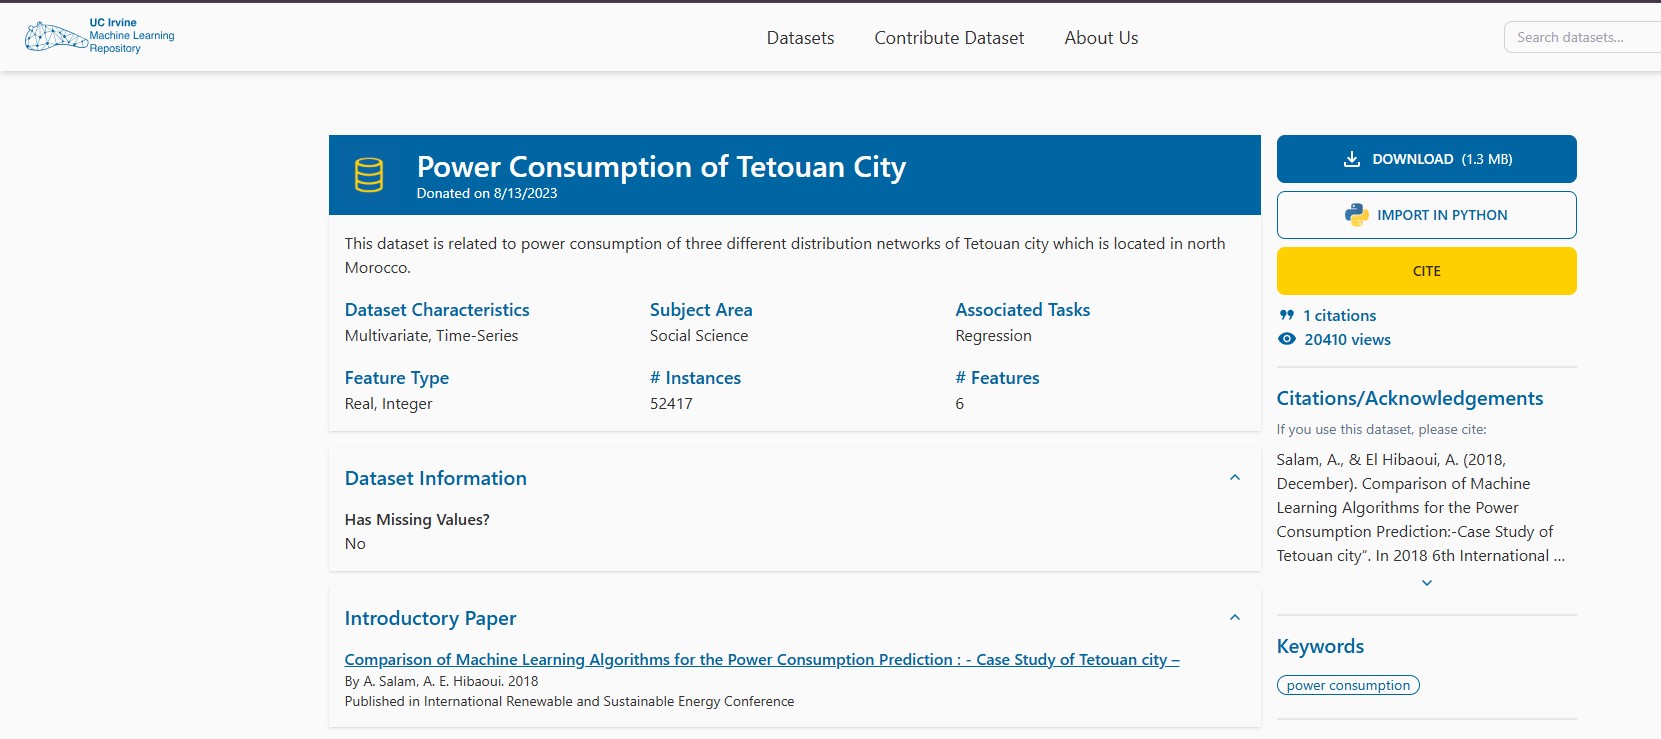 UC Irvine
Machine Learning
Repository
Datasets
Contribute Dataset
About Us
Search datasets...
Power Consumption of Tetouan City
Donated on 8/13/2023
This dataset is related to power consumption of three different distribution networks of Tetouan city which is located in north
Morocco.
Dataset Characteristics
Multivariate, Time-Series
Subject Area
Social Science
Associated Tasks
Regression
Feature Type
Real, Integer
# Instances
52417
# Features
6
Dataset Information
Has Missing Values?
No
Introductory Paper
Comparison of Machine Learning Algorithms for the Power Consumption Prediction : - Case Study of Tetouan city –
By A. Salam, A. E. Hibaoui. 2018
Published in International Renewable and Sustainable Energy Conference
DOWNLOAD (1.3 MB)
IMPORT IN PYTHON
CITE
1 citations
20410 views
Citations/Acknowledgements
If you use this dataset, please cite:
Salam, A., & El Hibaoui, A. (2018,
December). Comparison of Machine
Learning Algorithms for the Power
Consumption Prediction:-Case Study of
Tetouan city“. In 2018 6th International ...
Keywords
power consumption